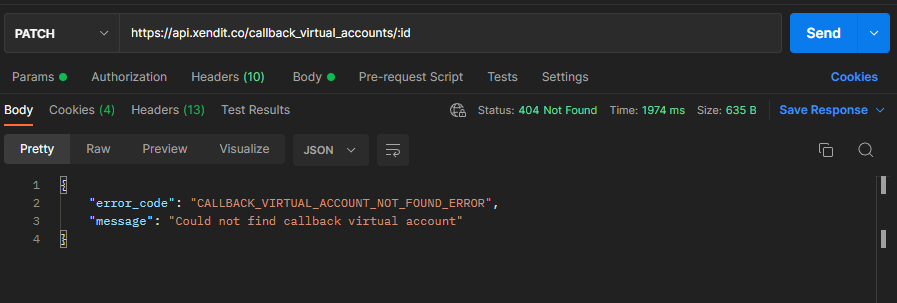 PATCH https://api.xendit.co/callback_virtual_accounts/:id Send
Params Authorization Headers (10) Body Pre-request Script Tests Settings Cookies
Body Cookies (4) Headers (13) Test Results Status: 404 Not Found Time: 1974 ms Size: 635 B Save Response
Pretty Raw Preview Visualize JSON
1 {
2 "error_code": "CALLBACK_VIRTUAL_ACCOUNT_NOT_FOUND_ERROR",
3 "message": "Could not find callback virtual account"
4 }